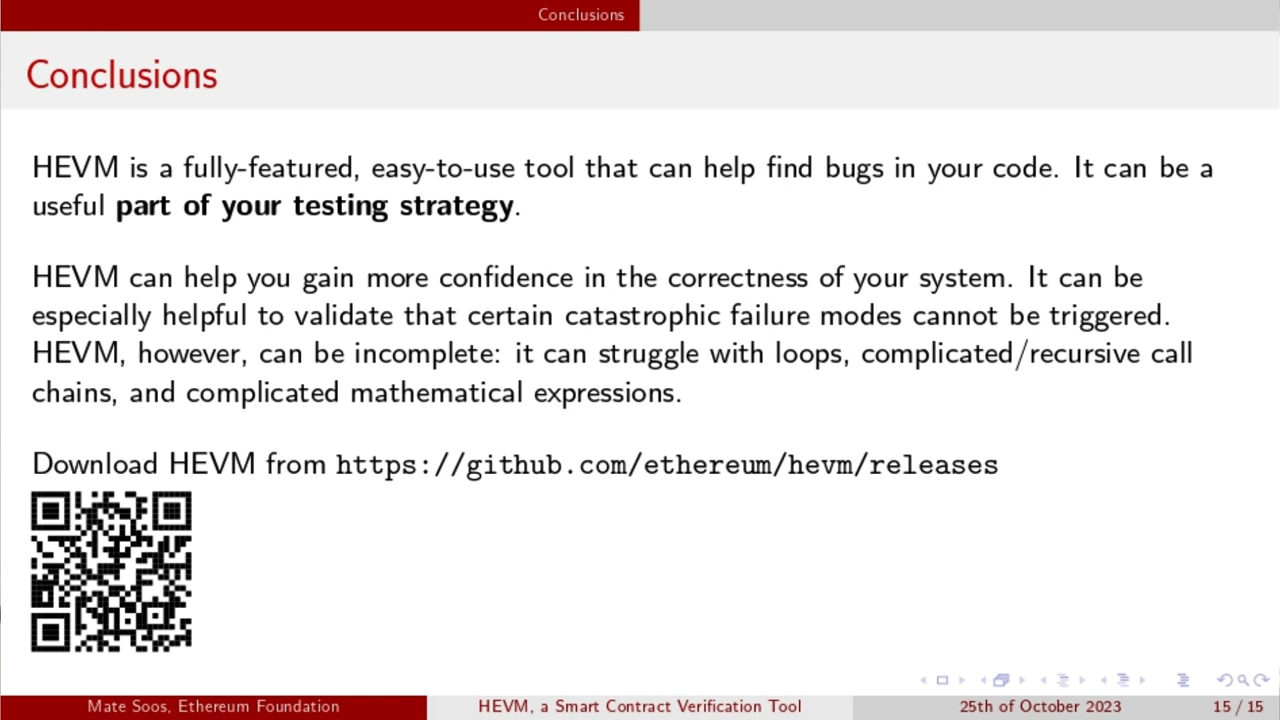 Conclusions
Conclusions
HEVM is a fully-featured, easy-to-use tool that can help find bugs in your code. It can be a
useful part of your testing strategy.
HEVM can help you gain more confidence in the correctness of your system. It can be
especially helpful to validate that certain catastrophic failure modes cannot be triggered.
HEVM, however, can be incomplete: it can struggle with loops, complicated/recursive call
chains, and complicated mathematical expressions.
Download HEVM from https://github.com/ethereum/hevm/releases
Mate Soos, Ethereum Foundation
HEVM, a Smart Contract Verification Tool
25th of October 2023
15 / 15